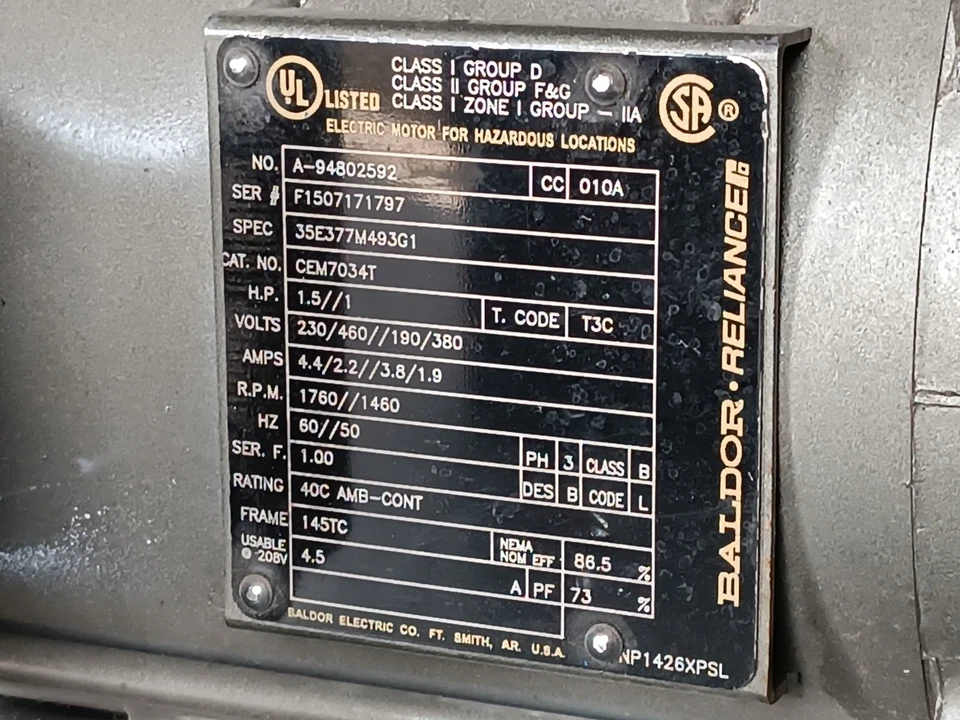 UL LISTED
CLASS I GROUP D
CLASS II GROUP F&G
CLASS I ZONE I GROUP – IIA
SA ®
ELECTRIC MOTOR FOR HAZARDOUS LOCATIONS
NO. A-94802592 CC 010A
SER # F1507171797
SPEC 35E377M493G1
CAT. NO. CEM7034T
H.P. 1.5//1 T. CODE T3C
VOLTS 230/460//190/380
AMPS 4.4/2.2//3.8/1.9
R.P.M. 1760//1460
HZ 60//50 PH 3 CLASS B
SER. F. 1.00 DES B CODE L
RATING 40C AMB-CONT
FRAME 145TC NEMA NOM EFF 86.5 %
USABLE @ 208V 4.5 A PF 73 %
BALDOR ELECTRIC CO. FT. SMITH, AR. U.S.A.
NP1426XPSL
BALDOR • RELIANCER